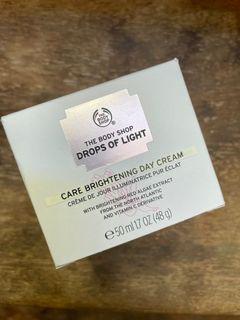 THE
BODY
SHOP
THE BODY SHOP
DROPS OF LIGHT
CARE BRIGHTENING DAY CREAM
CRÈME DE JOUR ILLUMINATRICE PUR ÉCLAT
WITH BRIGHTENING RED ALGAE EXTRACT
FROM THE NORTH ATLANTIC
AND VITAMIN C DERIVATIVE
℮ 50 ml 1.7 OZ (48 g)